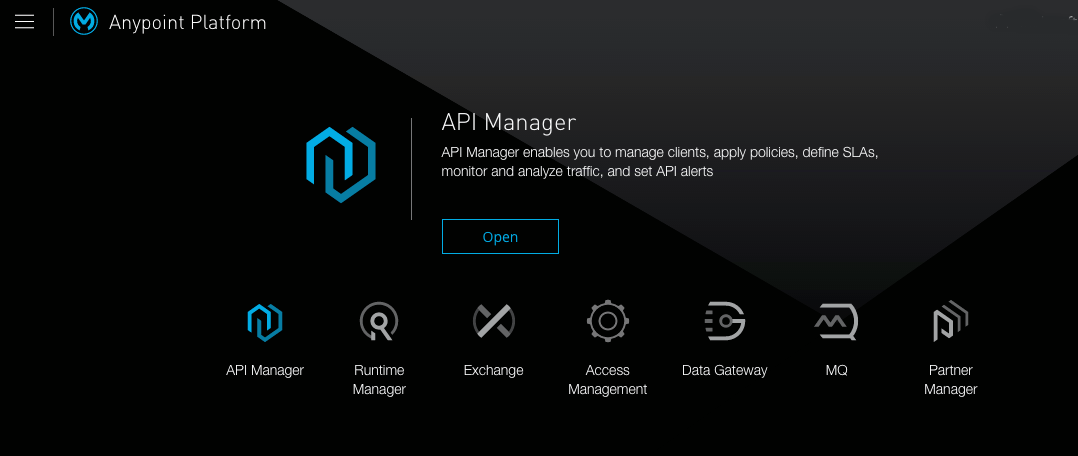 Anypoint Platform
API Manager
API Manager enables you to manage clients, apply policies, define SLAs,
monitor and analyze traffic, and set API alerts
Open
API Manager
Runtime
Manager
Exchange
Access
Management
Data Gateway
MQ
Partner
Manager